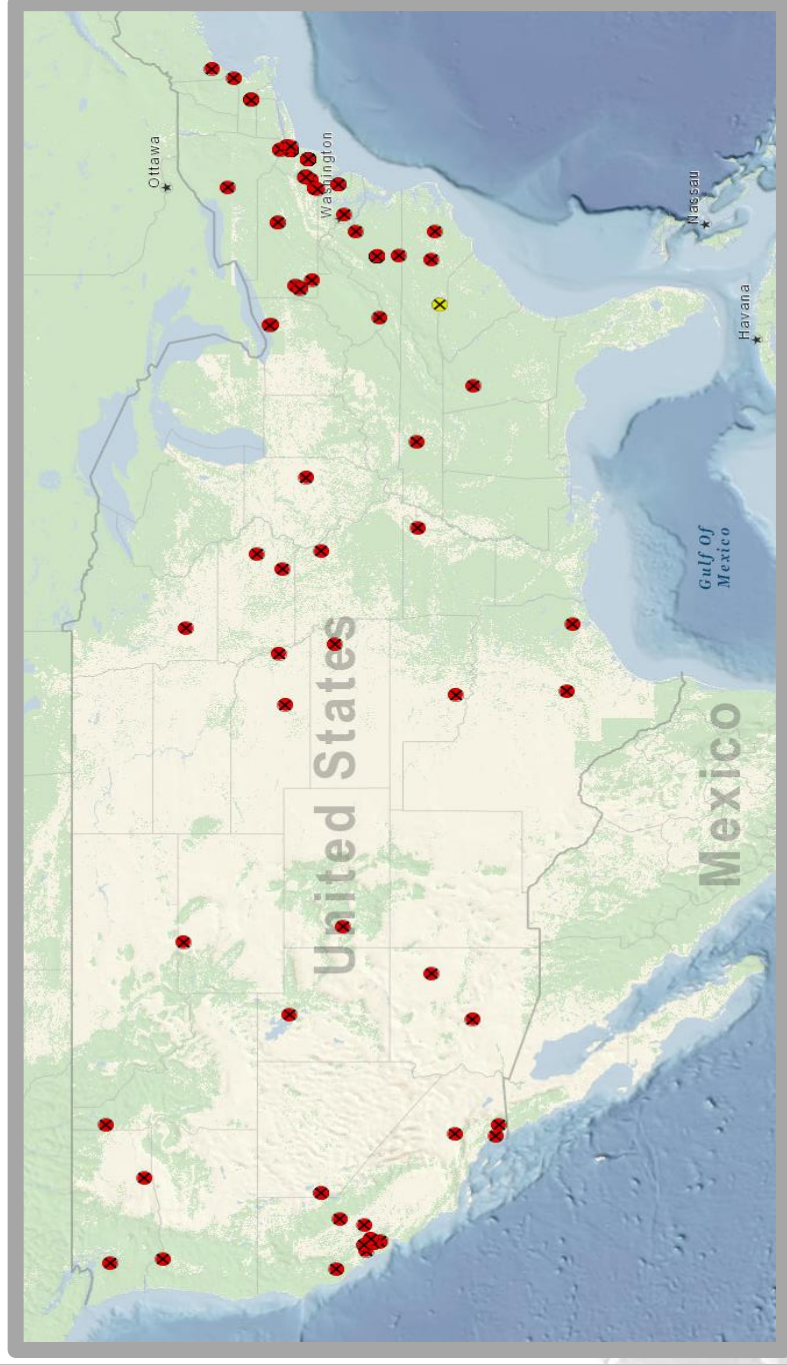 Ottawa
Washington
United States
Nassau
Havana
Gulf Of
Mexico
Mexico